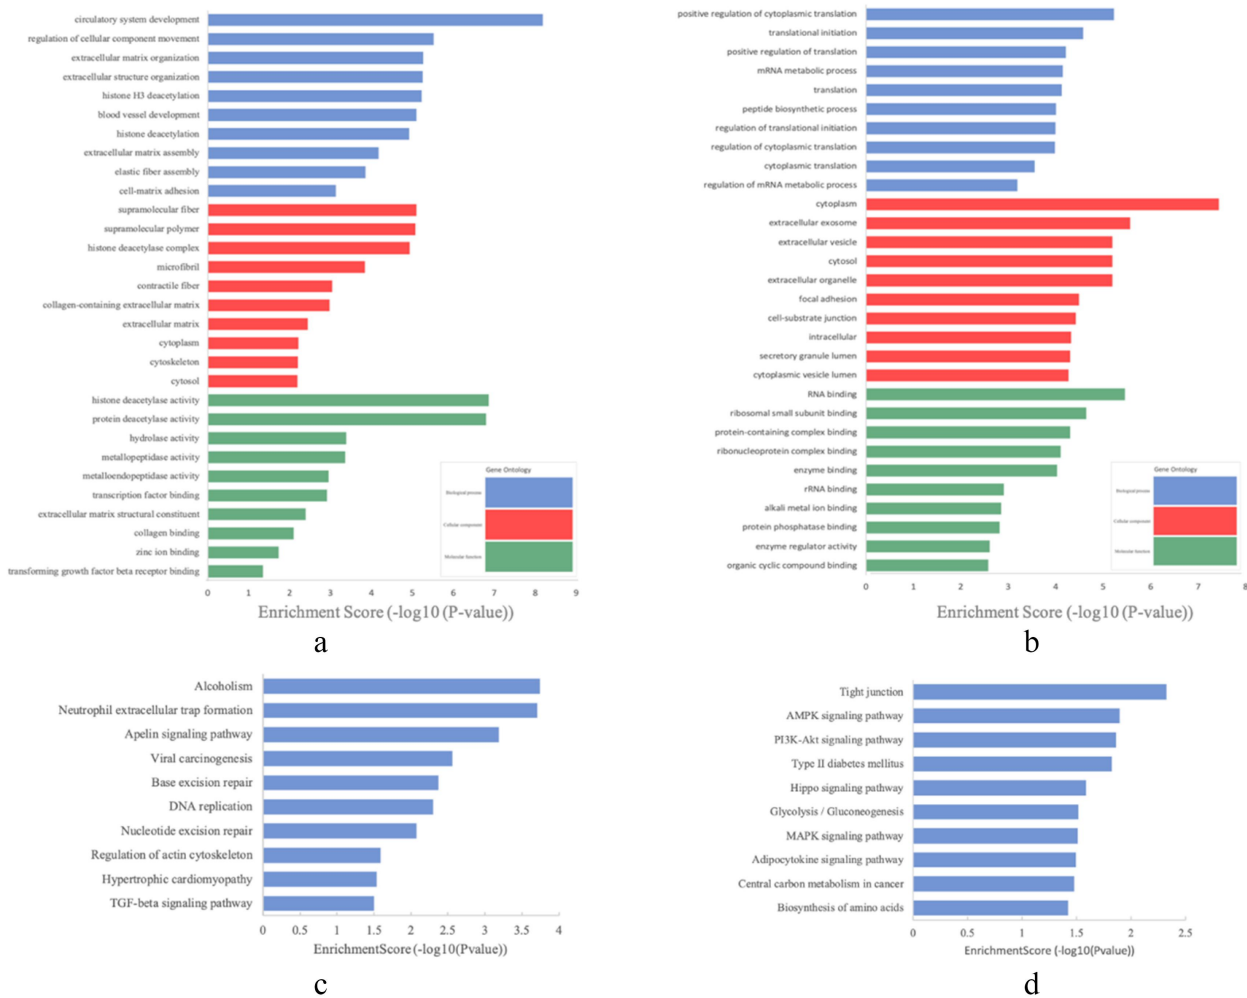 circulatory system development
regulation of cellular component movement
extracellular matrix organization
extracellular structure organization
histone H3 deacetylation
blood vessel development
histone deacetylation
extracellular matrix assembly
elastic fiber assembly
cell-matrix adhesion
supramolecular fiber
supramolecular polymer
histone deacetylase complex
microfibril
contractile fiber
collagen-containing extracellular matrix
extracellular matrix
cytoplasm
cytoskeleton
cytosol
histone deacetylase activity
protein deacetylase activity
hydrolase activity
metallopeptidase activity
metalloendopeptidase activity
transcription factor binding
extracellular matrix structural constituent
collagen binding
zinc ion binding
transforming growth factor beta receptor binding
Gene Ontology
Biological process
Cellular component
Molecular function
0 1 2 3 4 5 6 7 8 9
Enrichment Score (-log10 (P-value))
a
positive regulation of cytoplasmic translation
translational initiation
positive regulation of translation
mRNA metabolic process
translation
peptide biosynthetic process
regulation of translational initiation
regulation of cytoplasmic translation
cytoplasmic translation
regulation of mRNA metabolic process
cytoplasm
extracellular exosome
extracellular vesicle
cytosol
extracellular organelle
focal adhesion
cell-substrate junction
intracellular
secretory granule lumen
cytoplasmic vesicle lumen
RNA binding
ribosomal small subunit binding
protein-containing complex binding
ribonucleoprotein complex binding
enzyme binding
rRNA binding
alkali metal ion binding
protein phosphatase binding
enzyme regulator activity
organic cyclic compound binding
Gene Ontology
Biological process
Cellular component
Molecular function
0 1 2 3 4 5 6 7 8
Enrichment Score (-log10 (P-value))
b
Alcoholism
Neutrophil extracellular trap formation
Apelin signaling pathway
Viral carcinogenesis
Base excision repair
DNA replication
Nucleotide excision repair
Regulation of actin cytoskeleton
Hypertrophic cardiomyopathy
TGF-beta signaling pathway
0 0.5 1 1.5 2 2.5 3 3.5 4
EnrichmentScore (-log10(Pvalue))
c
Tight junction
AMPK signaling pathway
PI3K-Akt signaling pathway
Type II diabetes mellitus
Hippo signaling pathway
Glycolysis / Gluconeogenesis
MAPK signaling pathway
Adipocytokine signaling pathway
Central carbon metabolism in cancer
Biosynthesis of amino acids
0 0.5 1 1.5 2 2.5
EnrichmentScore (-log10(Pvalue))
d